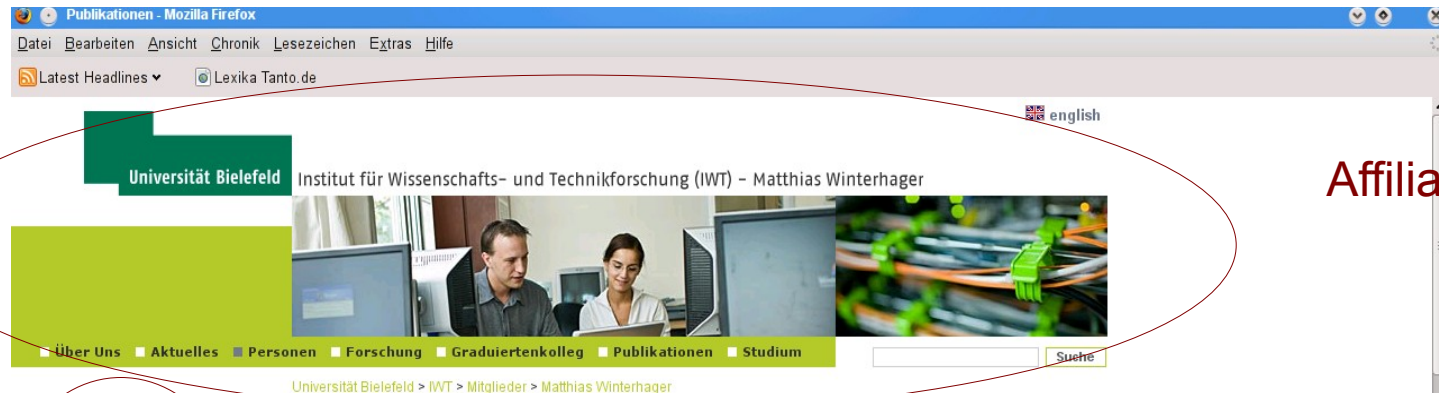 Publikationen - Mozilla Firefox
Datei Bearbeiten Ansicht Chronik Lesezeichen Extras Hilfe
Latest Headlines Lexika Tanto.de
english
Universität Bielefeld Institut für Wissenschafts- und Technikforschung (IWT) - Matthias Winterhager
Affilia
Über Uns Aktuelles Personen Forschung Graduiertenkolleg Publikationen Studium Suche
Universität Bielefeld > IWT > Mitglieder > Matthias Winterhager